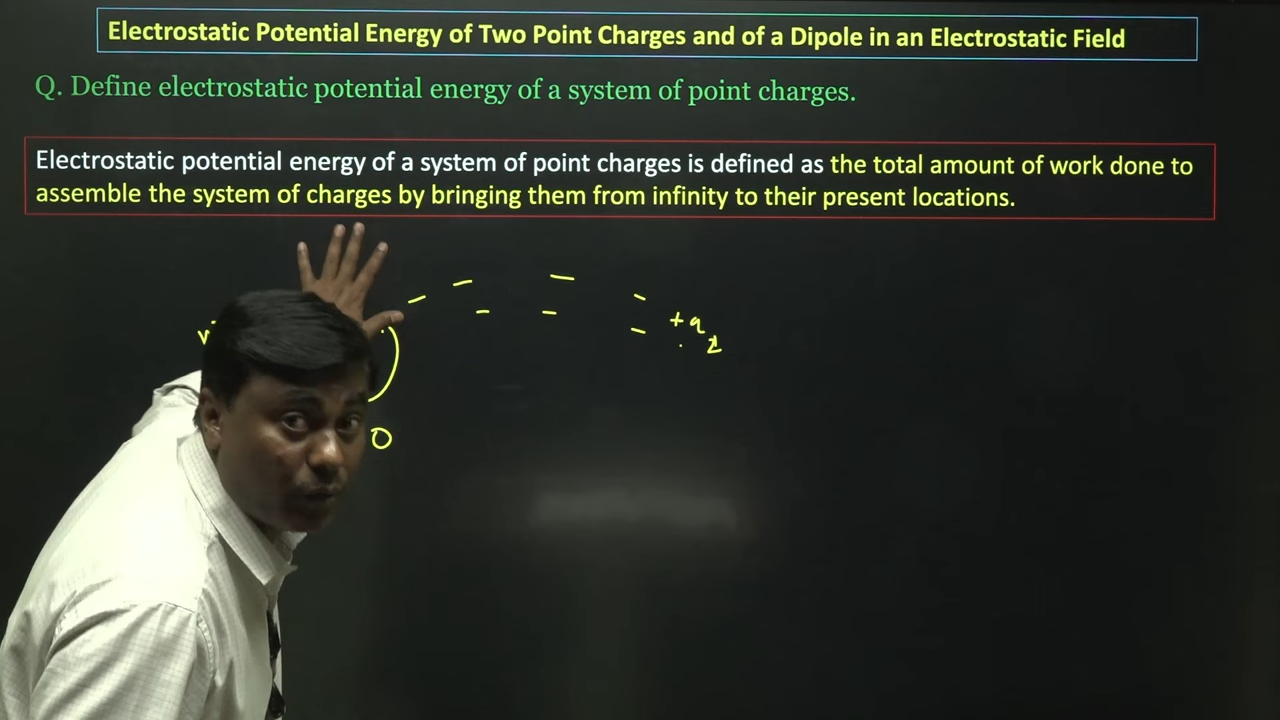 Electrostatic Potential Energy of Two Point Charges and of a Dipole in an Electrostatic Field
Q. Define electrostatic potential energy of a system of point charges.
Electrostatic potential energy of a system of point charges is defined as the total amount of work done to
assemble the system of charges by bringing them from infinity to their present locations.
+q
2
0